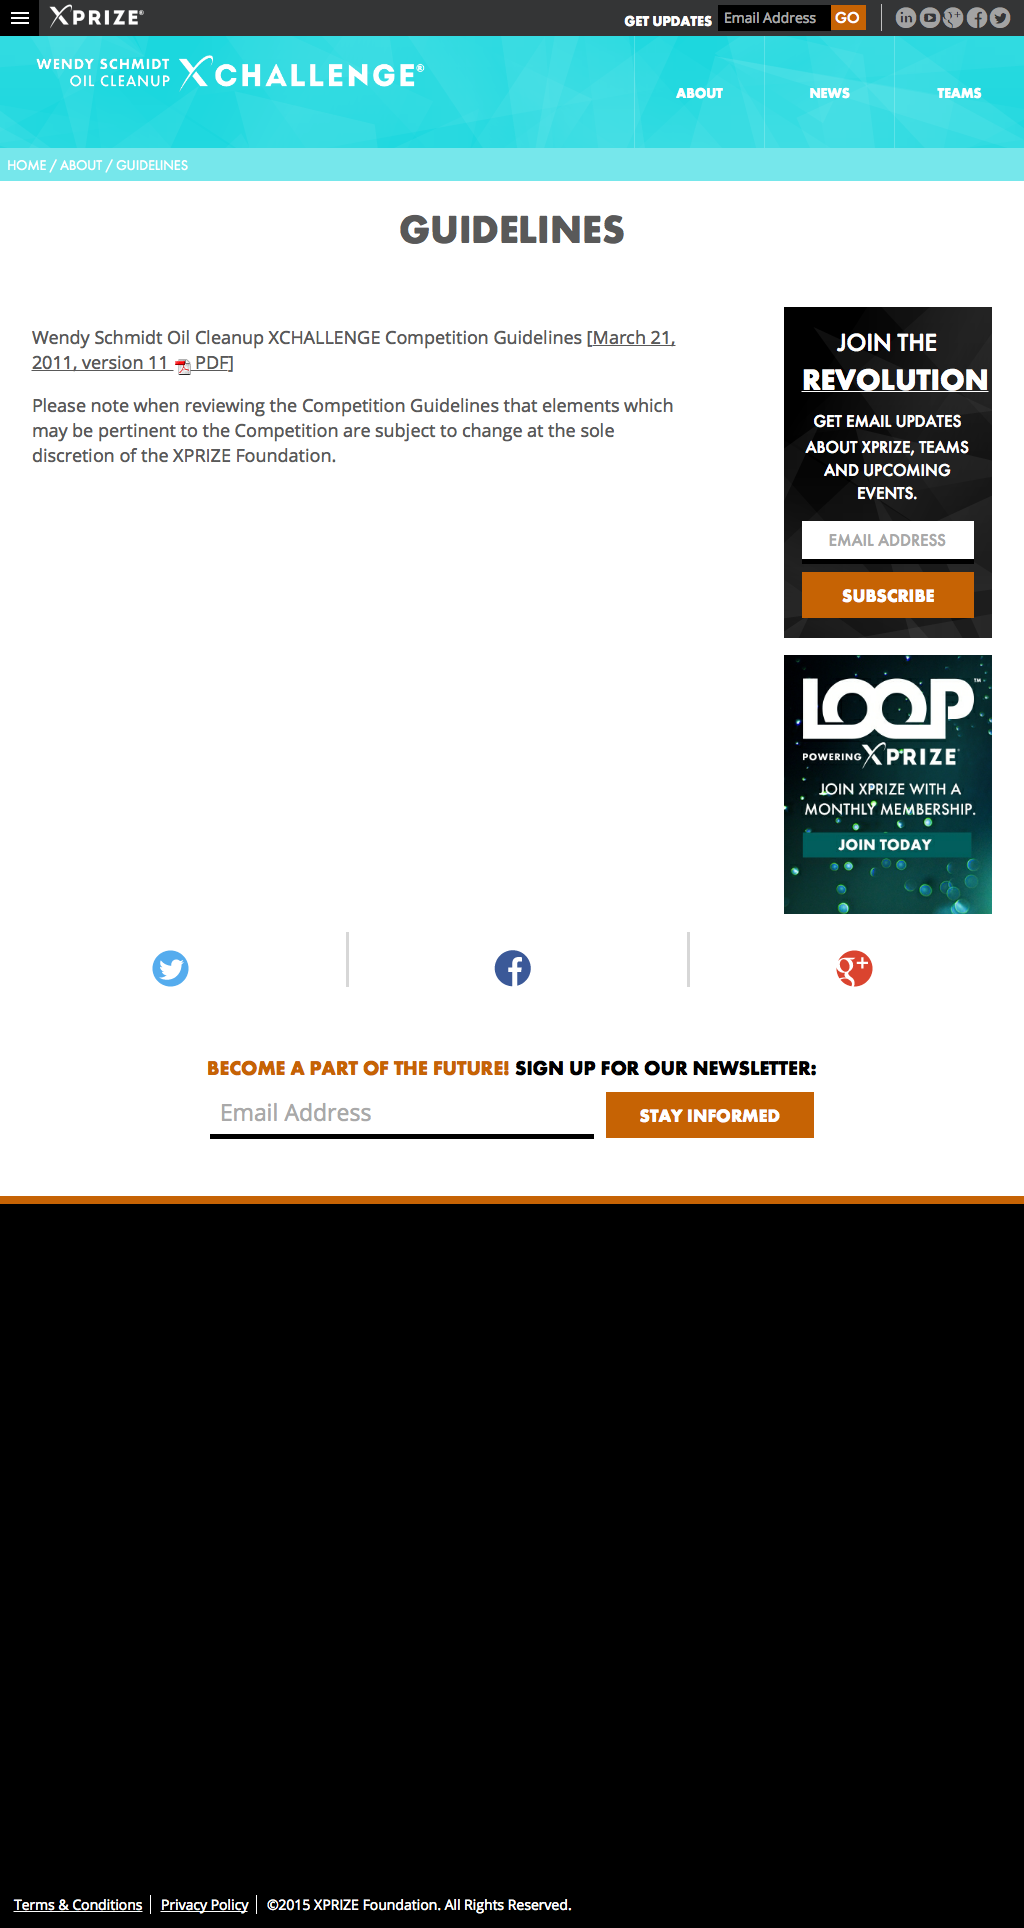 XPRIZE®
GET UPDATES
Email Address
GO
WENDY SCHMIDT
OIL CLEANUP
XCHALLENGE®
ABOUT
NEWS
TEAMS
HOME / ABOUT / GUIDELINES
GUIDELINES
Wendy Schmidt Oil Cleanup XCHALLENGE Competition Guidelines [March 21,
2011, version 11 PDF]
Please note when reviewing the Competition Guidelines that elements which
may be pertinent to the Competition are subject to change at the sole
discretion of the XPRIZE Foundation.
JOIN THE
REVOLUTION
GET EMAIL UPDATES
ABOUT XPRIZE, TEAMS
AND UPCOMING
EVENTS.
EMAIL ADDRESS
SUBSCRIBE
LOOP™
POWERING XPRIZE
JOIN XPRIZE WITH A
MONTHLY MEMBERSHIP.
JOIN TODAY
BECOME A PART OF THE FUTURE! SIGN UP FOR OUR NEWSLETTER:
Email Address
STAY INFORMED
Terms & Conditions
Privacy Policy
©2015 XPRIZE Foundation. All Rights Reserved.